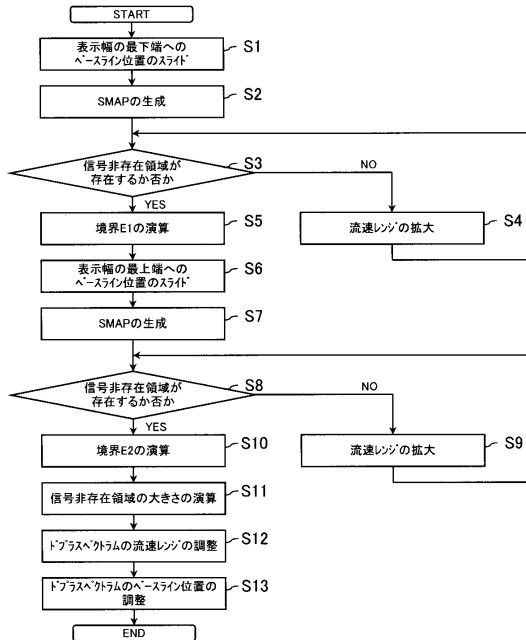 START
表示幅の最下端への
ベースライン位置のスライド
S1
SMAPの生成
S2
信号非存在領域が
存在するか否か
S3
NO
YES
境界E1の演算
S5
流速レンジの拡大
S4
表示幅の最上端への
ベースライン位置のスライド
S6
SMAPの生成
S7
信号非存在領域が
存在するか否か
S8
NO
YES
境界E2の演算
S10
流速レンジの拡大
S9
信号非存在領域の大きさの演算
S11
ドプラスペクトラムの流速レンジの調整
S12
ドプラスペクトラムのベースライン位置の
調整
S13
END